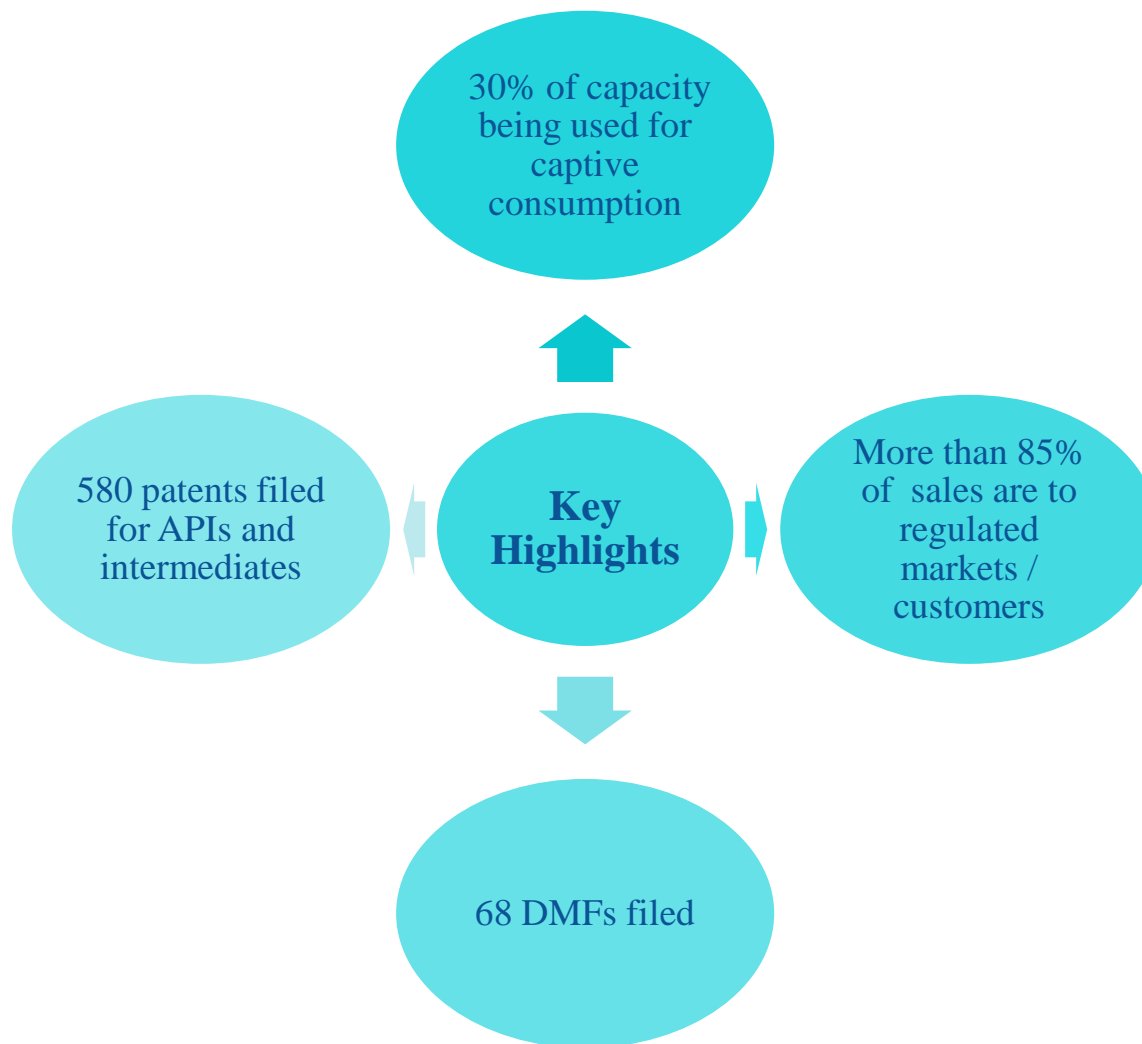 30% of capacity
being used for
captive
consumption
580 patents filed
for APIs and
intermediates
Key
Highlights
More than 85%
of sales are to
regulated
markets /
customers
68 DMFs filed